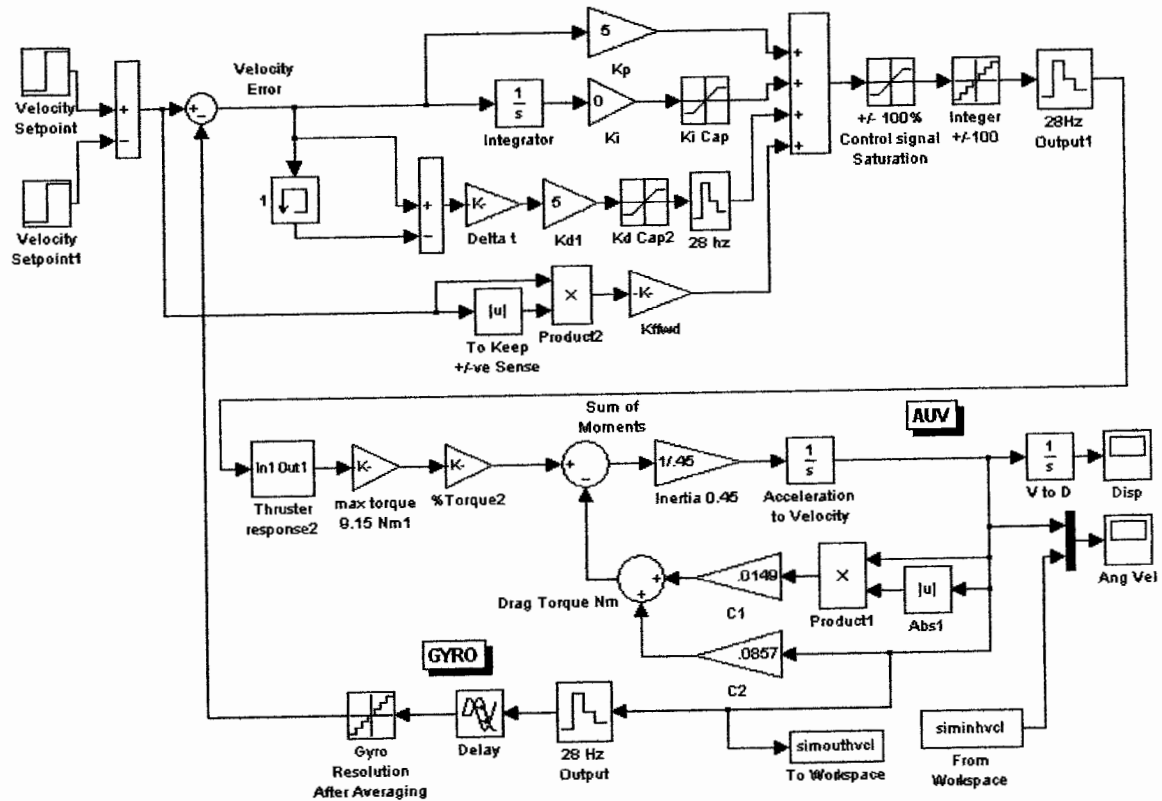 Velocity
Setpoint
Velocity
Setpoint1
+
−
+
−
Velocity
Error
5
Kp
1
s
Integrator
0
Ki
Ki Cap
+
+
+
+
+/- 100%
Control signal
Saturation
Integer
+/-100
28Hz
Output1
1
+
−
K-
Delta t
5
Kd1
Kd Cap2
28 hz
|u|
To Keep
+/-ve Sense
×
Product2
-K-
Kffwd
AUV
In1 Out1
Thruster
response2
K-
max torque
9.15 Nm1
K-
%Torque2
Sum of
Moments
+
−
1/.45
Inertia 0.45
1
s
Acceleration
to Velocity
1
s
V to D
Disp
Ang Vel
Drag Torque Nm
+
+
.0149
C1
×
Product1
|u|
Abs1
.0857
C2
GYRO
Gyro
Resolution
After Averaging
Delay
28 Hz
Output
simouthvcl
To Workspace
siminhvcl
From
Workspace